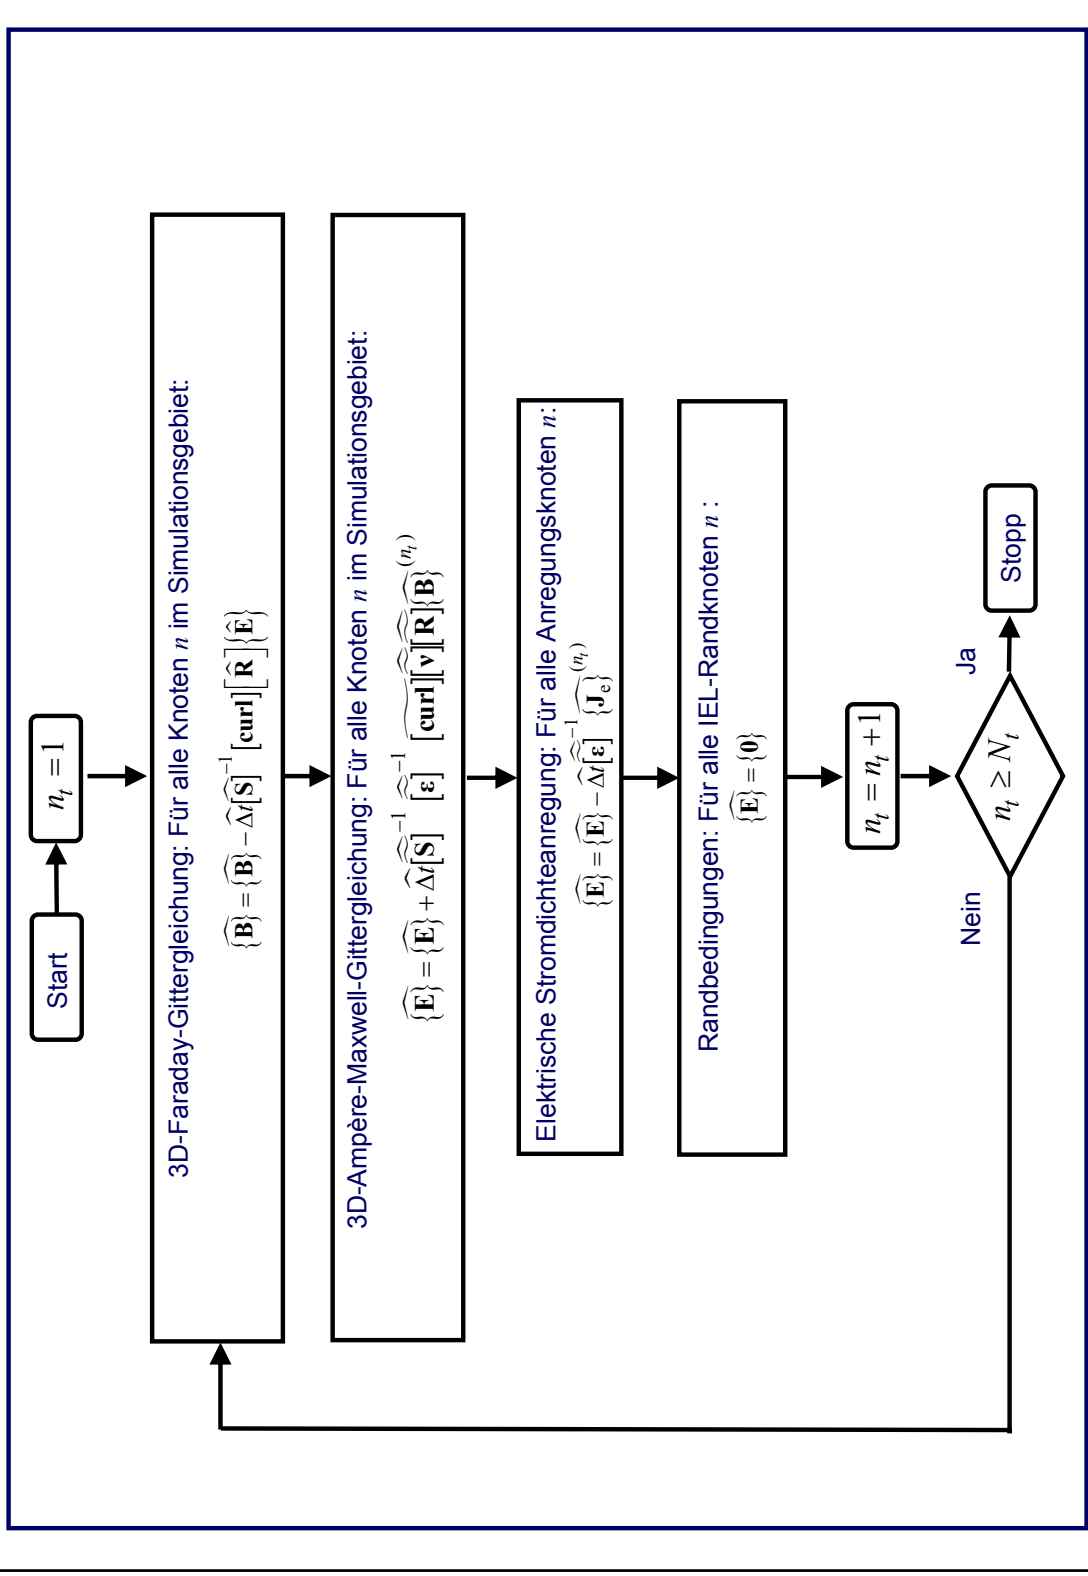 Start
n_t = 1
3D-Faraday-Gittergleichung: Für alle Knoten n im Simulationsgebiet:
{B}^ = {B}^ − Δt^ [S]^⁻¹ [curl][R̂]{Ê}
3D-Ampère-Maxwell-Gittergleichung: Für alle Knoten n im Simulationsgebiet:
{E}^ = {E}^ + Δt^ [S]^~⁻¹ [ε]^~⁻¹ [curl]~ [ν]^~ [R]^~ {B}^^(n_t)
Elektrische Stromdichteanregung: Für alle Anregungsknoten n:
{E}^ = {E}^ − Δt^ [ε]^~⁻¹ {J_e}^^(n_t)
Randbedingungen: Für alle IEL-Randknoten n :
{E}^ = {0}
n_t = n_t + 1
n_t ≥ N_t
Nein
Ja
Stopp